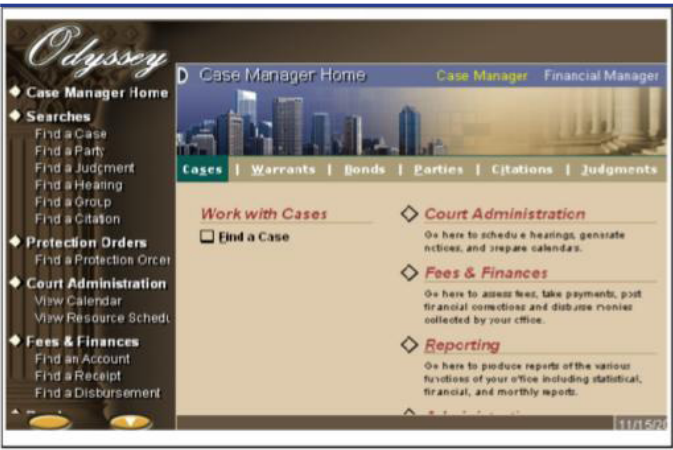 Odyssey
Case Manager Home
Searches
Find a Case
Find a Party
Find a Judgment
Find a Hearing
Find a Group
Find a Citation
Protection Orders
Find a Protection Orcer
Court Administration
View Calendar
View Resource Schedu
Fees & Finances
Find an Account
Find a Receipt
Find a Disbursement
D Case Manager Home Case Manager Financial Manager
Cases | Warrants | Bonds | Parties | Citations | Judgments
Work with Cases
Find a Case
Court Administration
Go here to schedule hearings, generate
notices, and prepare calendars.
Fees & Finances
Go here to assess fees, take payments, post
financial corrections and disburse monies
collected by your office.
Reporting
Go here to produce reports of the various
functions of your office including statistical,
financial, and monthly reports.
11/15/20